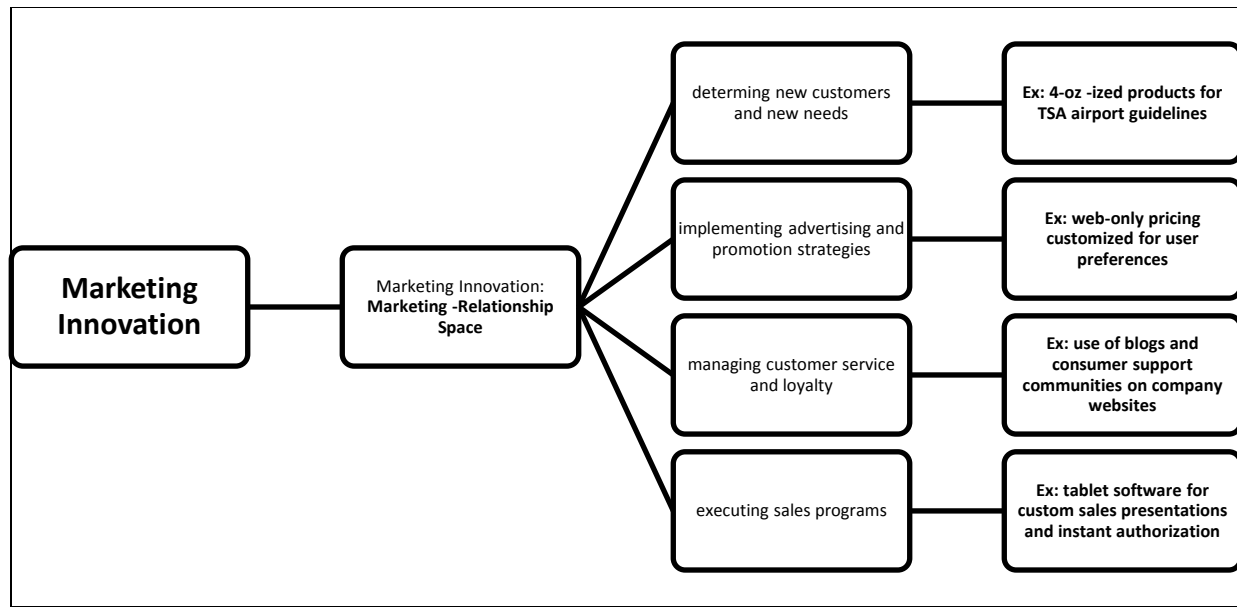 Marketing
Innovation
Marketing Innovation:
Marketing -Relationship
Space
determing new customers
and new needs
Ex: 4-oz -ized products for
TSA airport guidelines
implementing advertising and
promotion strategies
Ex: web-only pricing
customized for user
preferences
managing customer service
and loyalty
Ex: use of blogs and
consumer support
communities on company
websites
executing sales programs
Ex: tablet software for
custom sales presentations
and instant authorization